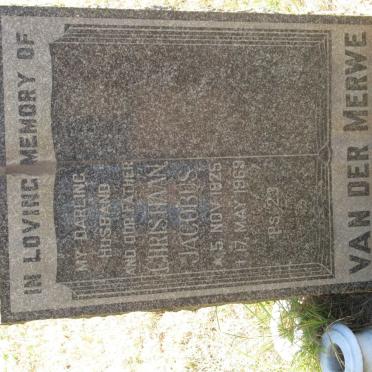 IN LOVING MEMORY OF
MY DARLING
HUSBAND
AND OUR FATHER
CHRISTIAAN
JACOBUS
★ 5. NOV. 1925
† 17. MAY 1969
PS. 23
VAN DER MERWE